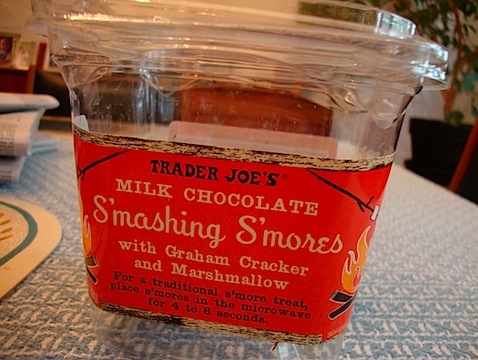 TRADER JOE'S®
MILK CHOCOLATE
S'mashing S'mores
with Graham Cracker
and Marshmallow
For a traditional s'more treat,
place s'mores in the microwave
for 4 to 6 seconds.